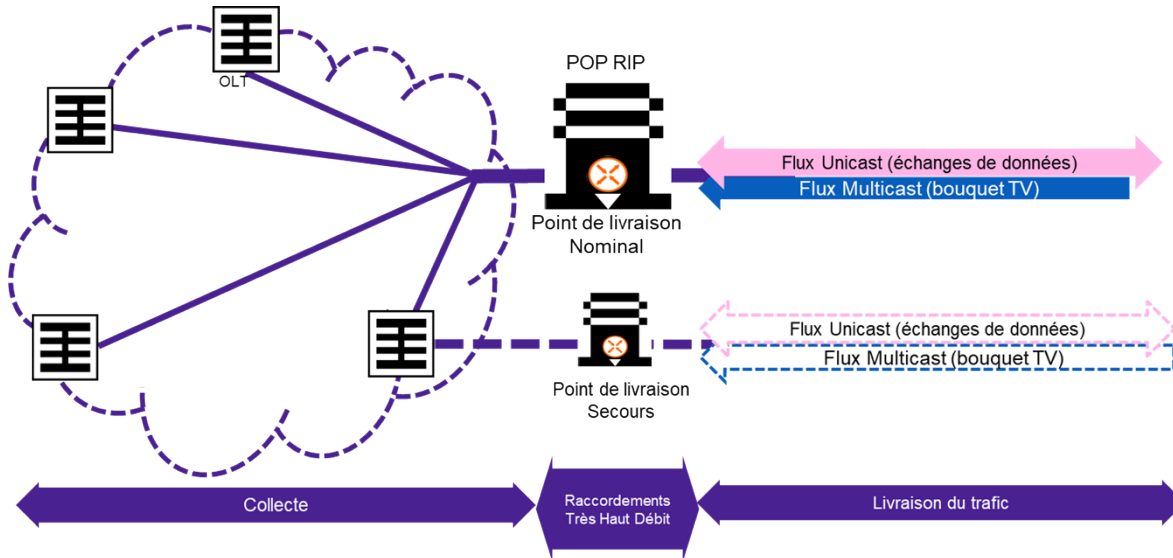 OLT
POP RIP
Flux Unicast (échanges de données)
Flux Multicast (bouquet TV)
Point de livraison
Nominal
Flux Unicast (échanges de données)
Flux Multicast (bouquet TV)
Point de livraison
Secours
Collecte
Raccordements
Très Haut Débit
Livraison du trafic